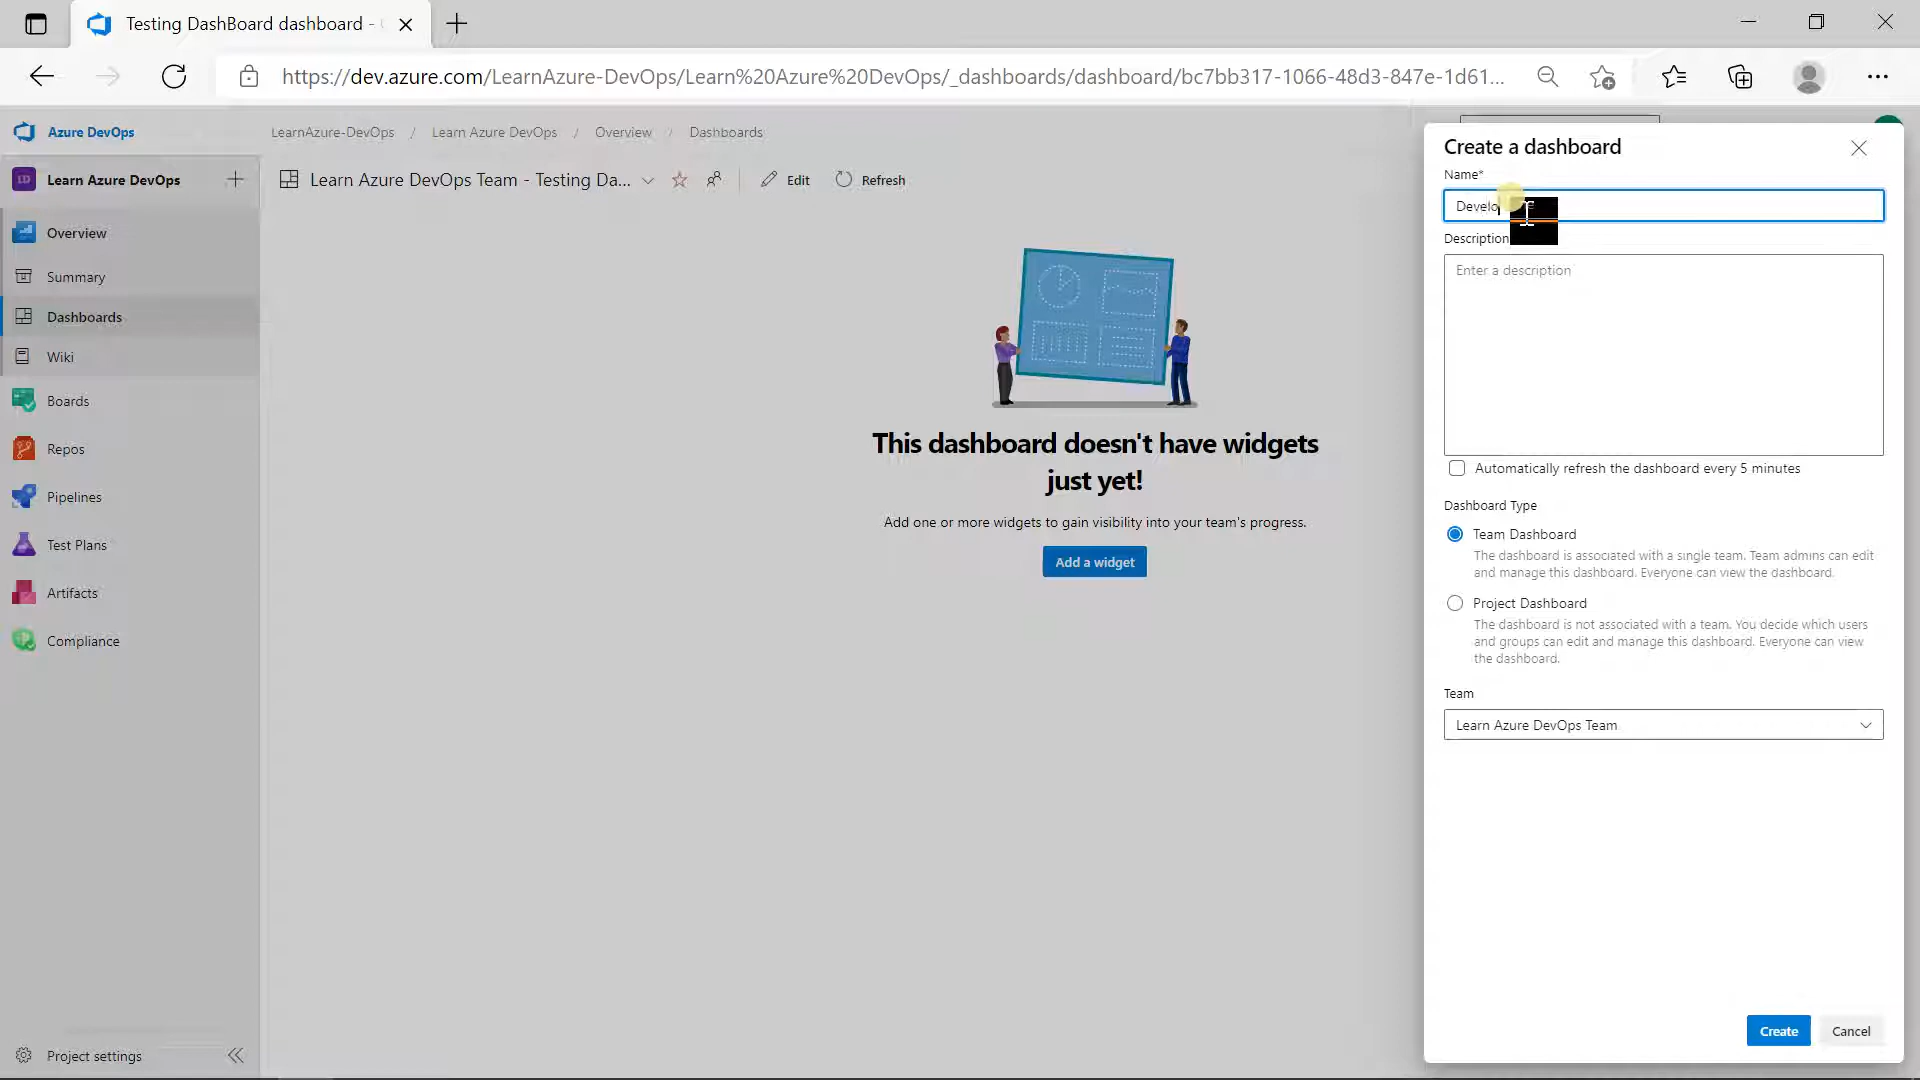 Testing DashBoard dashboard -
https://dev.azure.com/LearnAzure-DevOps/Learn%20Azure%20DevOps/_dashboards/dashboard/bc7bb317-1066-48d3-847e-1d61...
Azure DevOps
LearnAzure-DevOps / Learn Azure DevOps / Overview / Dashboards
LD Learn Azure DevOps
Learn Azure DevOps Team - Testing Da...
Edit
Refresh
Overview
Summary
Dashboards
Wiki
Boards
Repos
Pipelines
Test Plans
Artifacts
Compliance
Project settings
This dashboard doesn't have widgets
just yet!
Add one or more widgets to gain visibility into your team's progress.
Add a widget
Create a dashboard
Name*
Develo
Description
Enter a description
Automatically refresh the dashboard every 5 minutes
Dashboard Type
Team Dashboard
The dashboard is associated with a single team. Team admins can edit
and manage this dashboard. Everyone can view the dashboard.
Project Dashboard
The dashboard is not associated with a team. You decide which users
and groups can edit and manage this dashboard. Everyone can view
the dashboard.
Team
Learn Azure DevOps Team
Create
Cancel